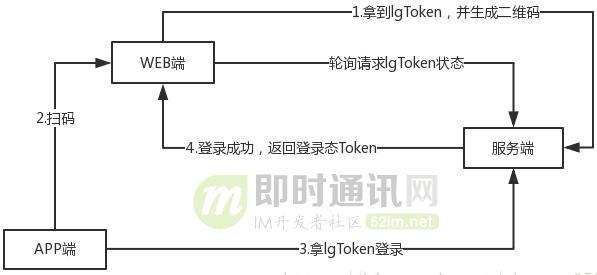 1.拿到lgToken，并生成二维码
WEB端
轮询请求lgToken状态
2.扫码
4.登录成功，返回登录态Token
服务端
即时通讯网
IM开发者社区 52im.net
APP端
3.拿lgToken登录